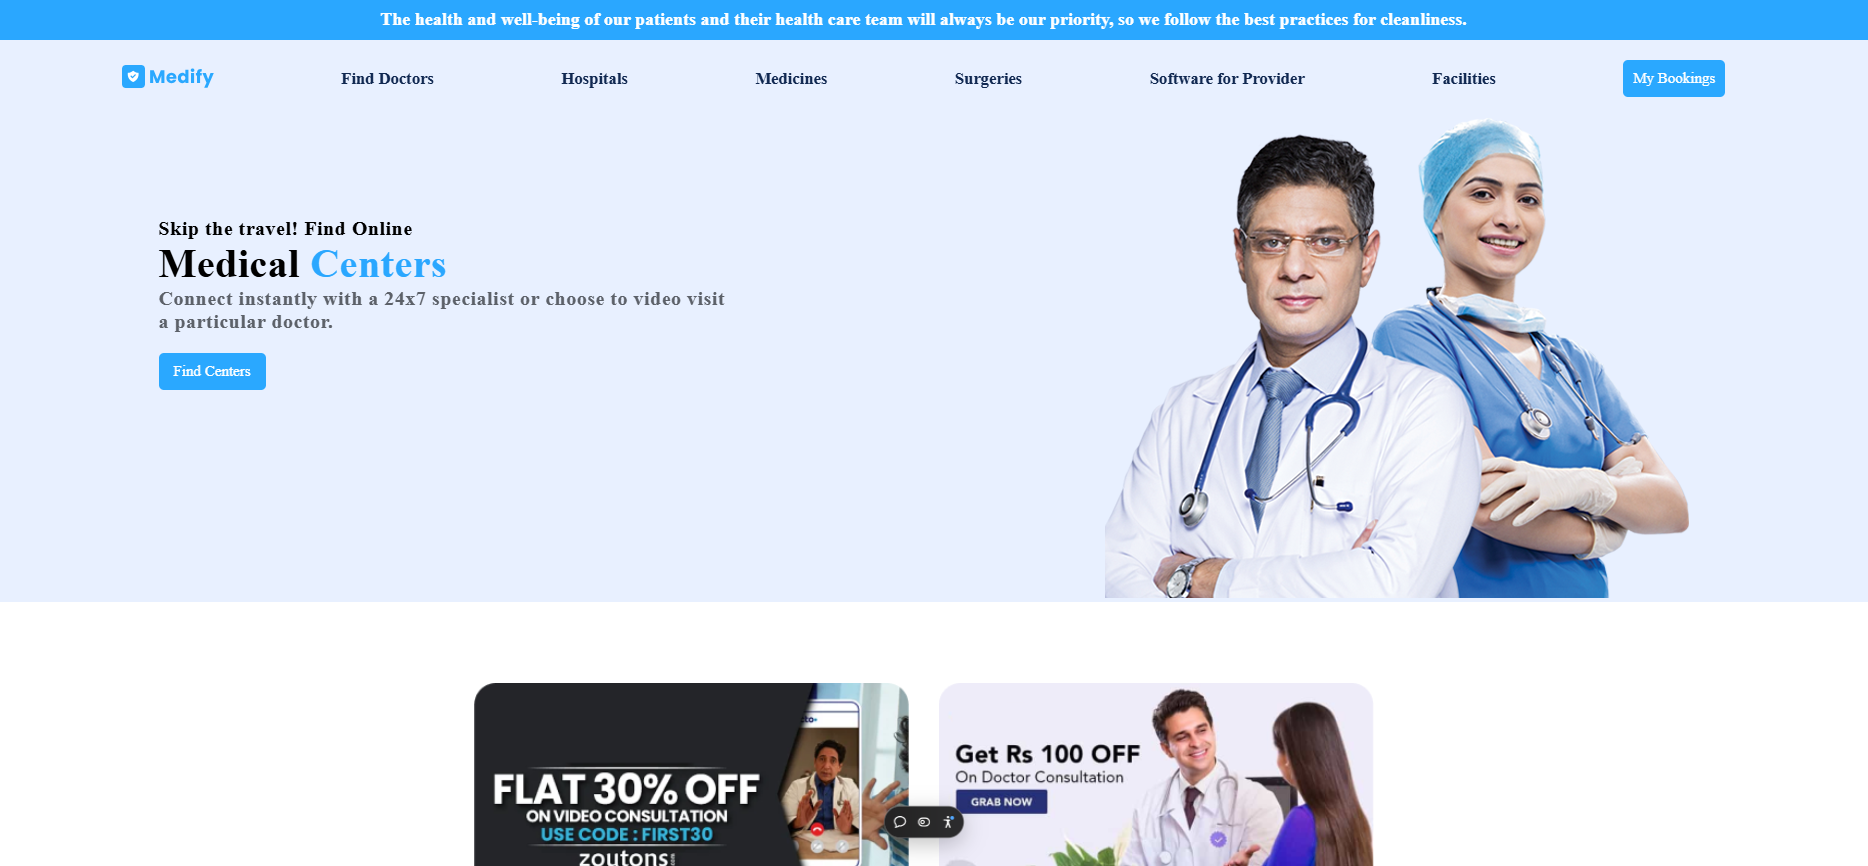 The health and well-being of our patients and their health care team will always be our priority, so we follow the best practices for cleanliness.
Medify
Find Doctors
Hospitals
Medicines
Surgeries
Software for Provider
Facilities
My Bookings
Skip the travel! Find Online
Medical Centers
Connect instantly with a 24x7 specialist or choose to video visit
a particular doctor.
Find Centers
FLAT 30% OFF
ON VIDEO CONSULTATION
USE CODE : FIRST30
zoutons
Get Rs 100 OFF
On Doctor Consultation
GRAB NOW